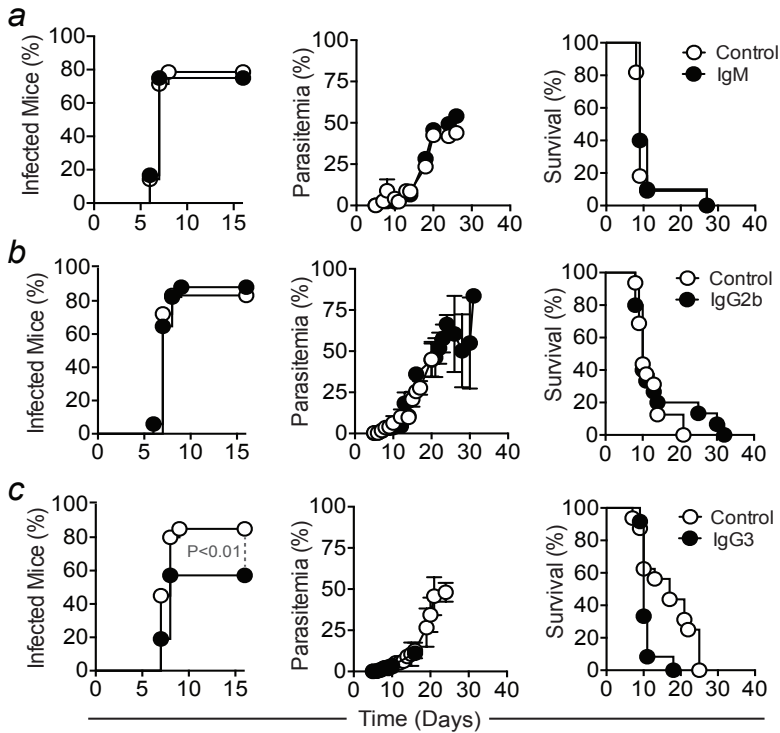 a
Infected Mice (%)
100
80
60
40
20
0
0 5 10 15
Parasitemia (%)
100
75
50
25
0
0 10 20 30 40
Survival (%)
100
80
60
40
20
0
0 10 20 30 40
Control
IgM
b
Infected Mice (%)
100
80
60
40
20
0
0 5 10 15
Parasitemia (%)
100
75
50
25
0
0 10 20 30 40
Survival (%)
100
80
60
40
20
0
0 10 20 30 40
Control
IgG2b
c
Infected Mice (%)
100
80
60
40
20
0
P<0.01
0 5 10 15
Parasitemia (%)
100
75
50
25
0
0 10 20 30 40
Survival (%)
100
80
60
40
20
0
0 10 20 30 40
Control
IgG3
Time (Days)